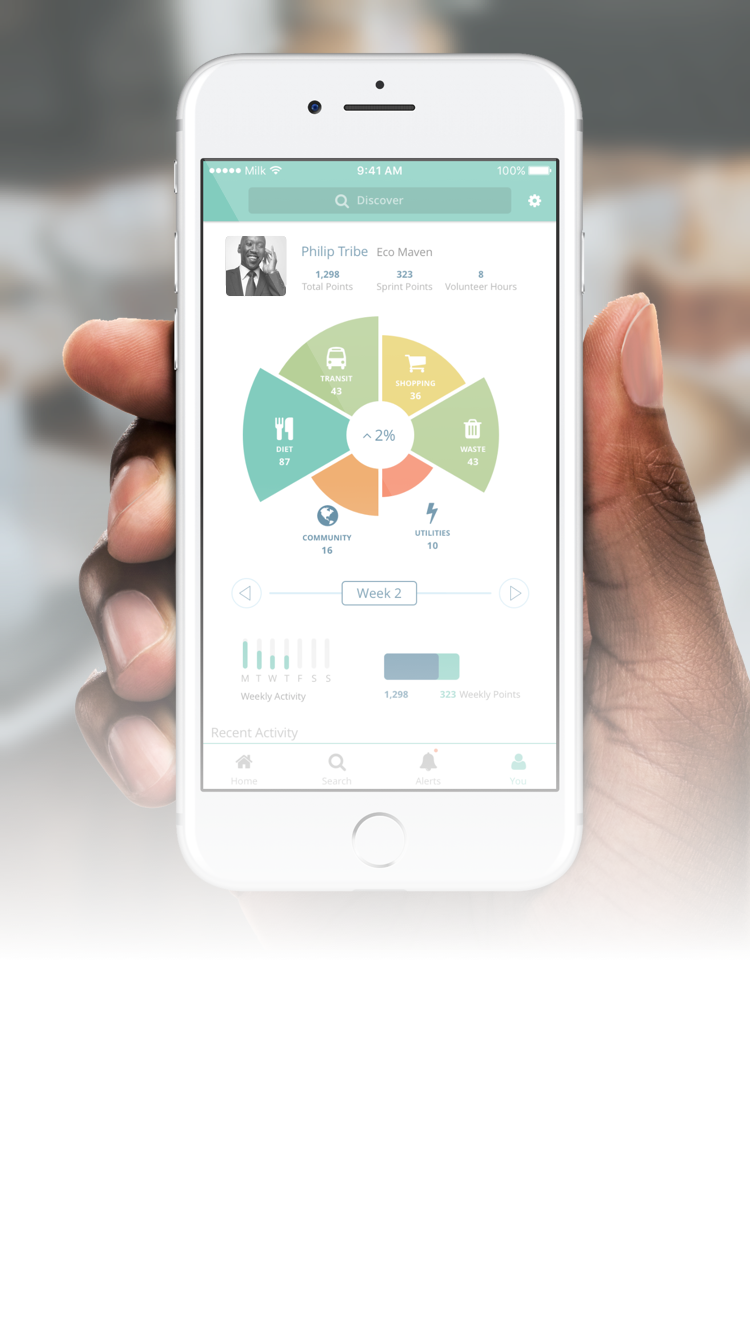 Milk 9:41 AM 100%
Discover
Philip Tribe Eco Maven
1,298 323 8
Total Points Sprint Points Volunteer Hours
TRANSIT
43
SHOPPING
36
DIET
87
2%
WASTE
43
COMMUNITY
16
UTILITIES
10
Week 2
M T W T F S S
Weekly Activity
1,298 323 Weekly Points
Recent Activity
Home Search Alerts You